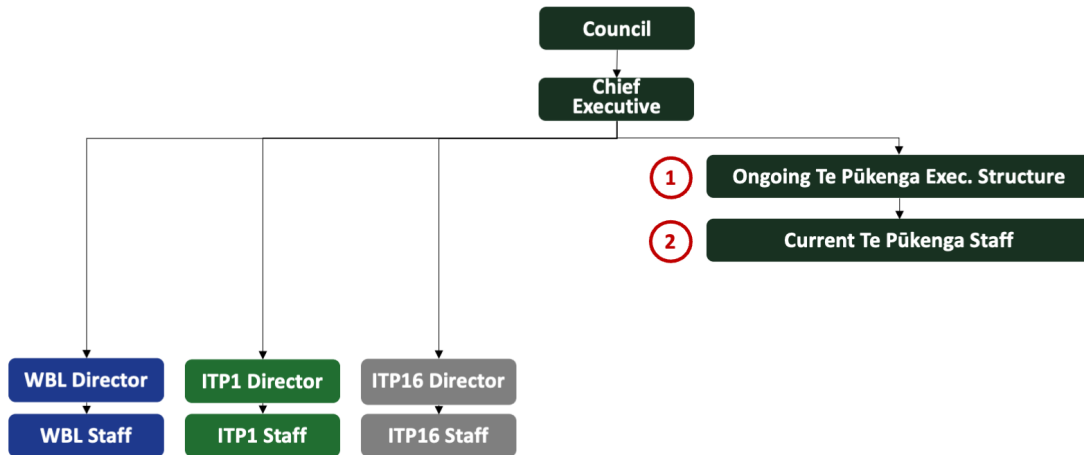 Council
Chief
Executive
1
Ongoing Te Pūkenga Exec. Structure
2
Current Te Pūkenga Staff
WBL Director
ITP1 Director
ITP16 Director
WBL Staff
ITP1 Staff
ITP16 Staff